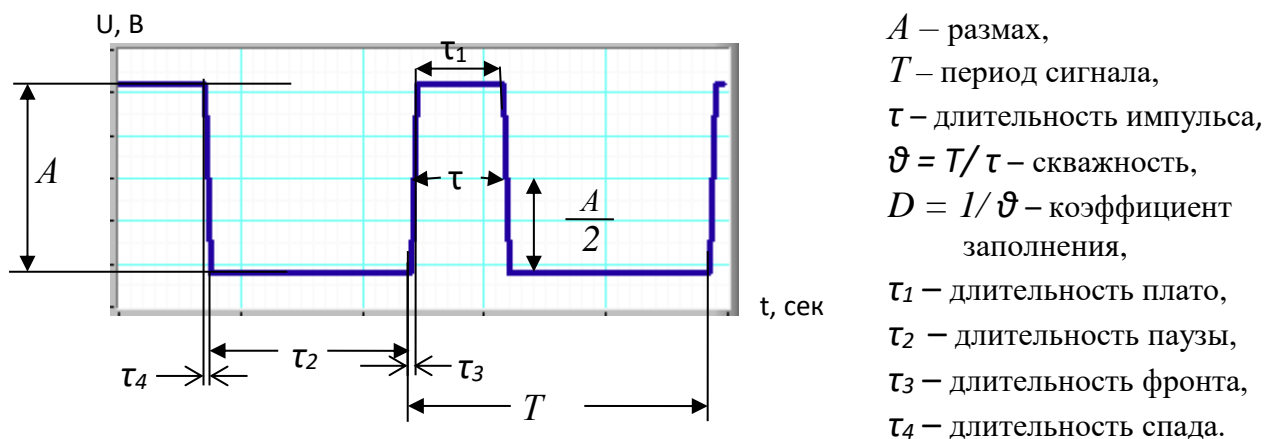 U, В
τ1
A
τ
A
2
t, сек
τ4
τ2
τ3
T
A – размах,
T – период сигнала,
τ – длительность импульса,
ϑ = T/ τ – скважность,
D = 1/ ϑ – коэффициент
заполнения,
τ1 – длительность плато,
τ2 – длительность паузы,
τ3 – длительность фронта,
τ4 – длительность спада.